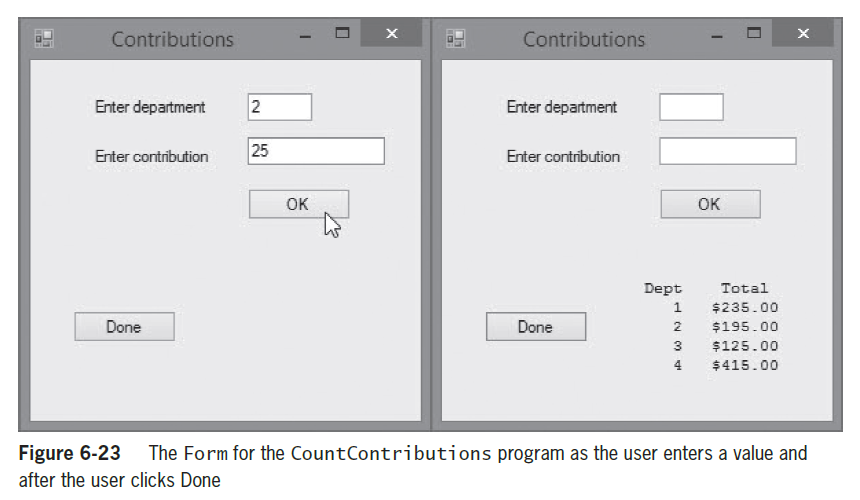 Contributions
Enter department 2
Enter contribution 25
OK
Done
Contributions
Enter department
Enter contribution
OK
Done
Dept Total
1 $235.00
2 $195.00
3 $125.00
4 $415.00
Figure 6-23 The Form for the CountContributions program as the user enters a value and
after the user clicks Done